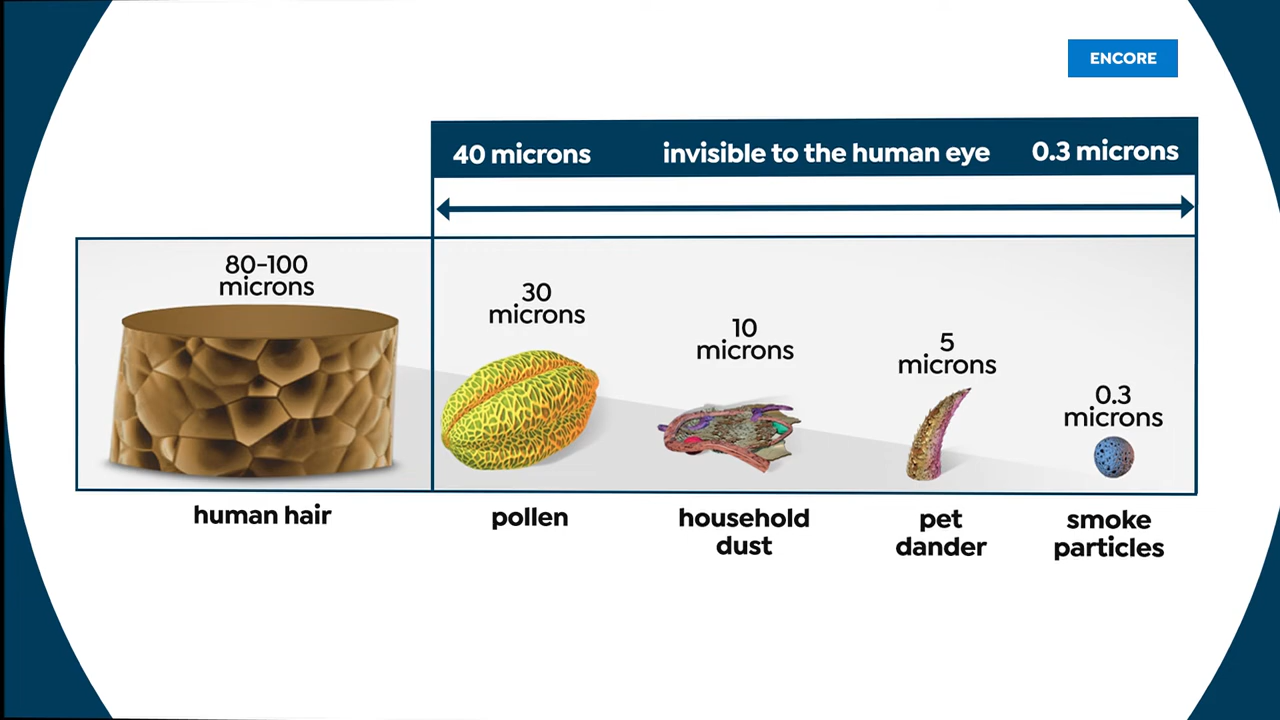 ENCORE
40 microns invisible to the human eye 0.3 microns
80-100
microns
30
microns
10
microns
5
microns
0.3
microns
human hair
pollen
household
dust
pet
dander
smoke
particles